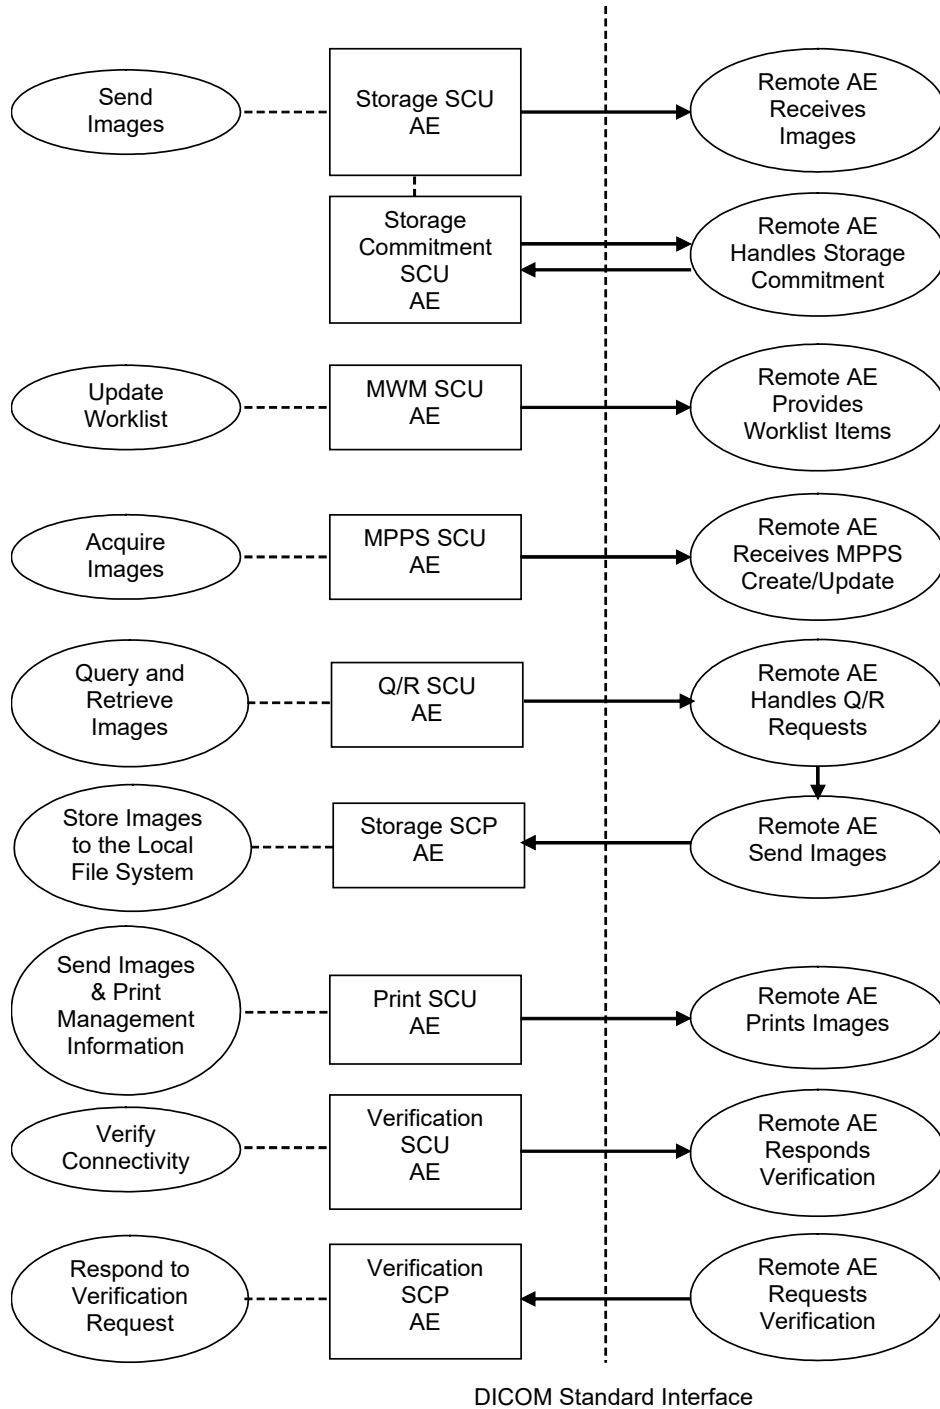 Send
Images
Storage SCU
AE
Remote AE
Receives
Images
Storage
Commitment
SCU
AE
Remote AE
Handles Storage
Commitment
Update
Worklist
MWM SCU
AE
Remote AE
Provides
Worklist Items
Acquire
Images
MPPS SCU
AE
Remote AE
Receives MPPS
Create/Update
Query and
Retrieve
Images
Q/R SCU
AE
Remote AE
Handles Q/R
Requests
Store Images
to the Local
File System
Storage SCP
AE
Remote AE
Send Images
Send Images
& Print
Management
Information
Print SCU
AE
Remote AE
Prints Images
Verify
Connectivity
Verification
SCU
AE
Remote AE
Responds
Verification
Respond to
Verification
Request
Verification
SCP
AE
Remote AE
Requests
Verification
DICOM Standard Interface